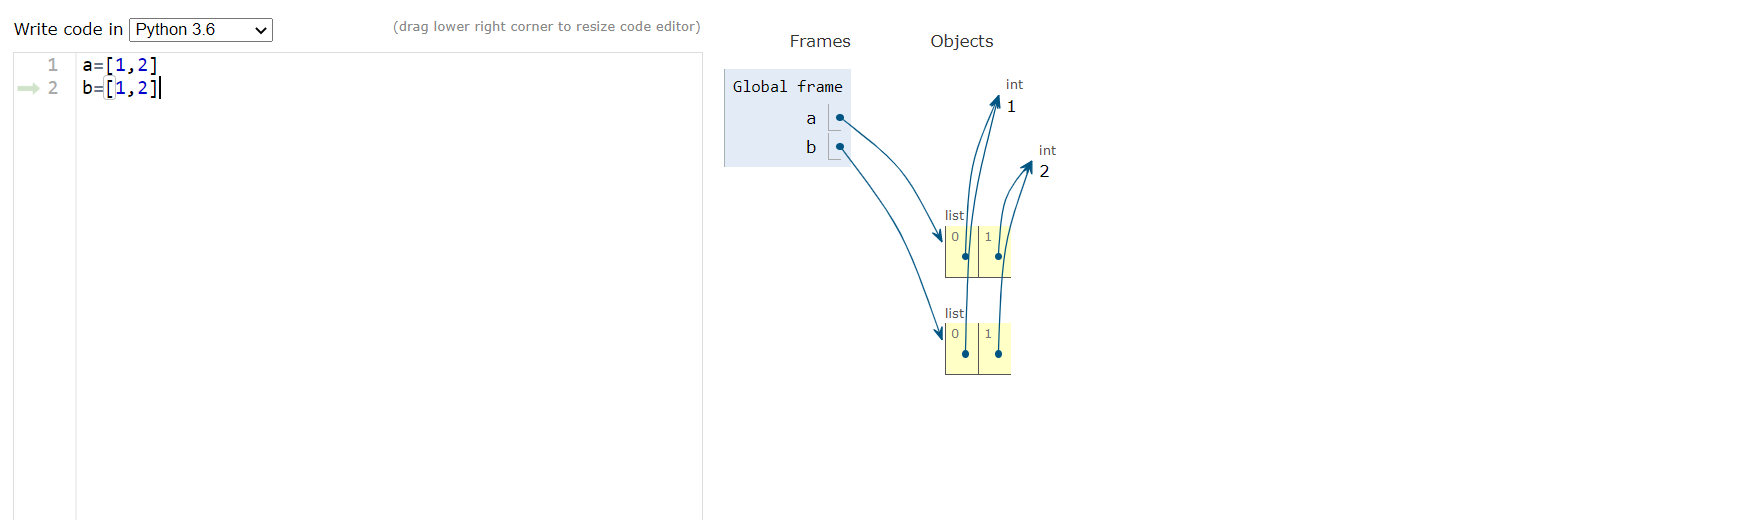 Write code in Python 3.6
(drag lower right corner to resize code editor)
1 a=[1,2]
2 b=[1,2]
Frames
Objects
Global frame
a
b
int
1
int
2
list
0 1
list
0 1